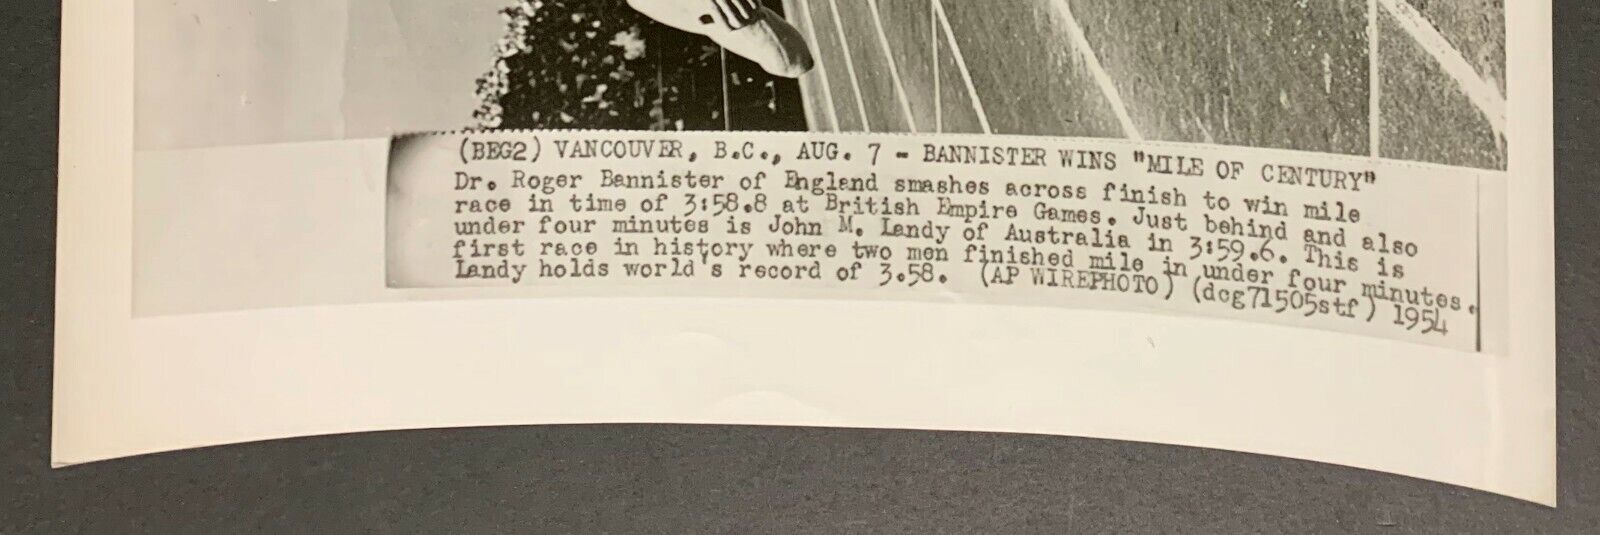 (BEG2) VANCOUVER, B.C., AUG. 7 - BANNISTER WINS "MILE OF CENTURY"
Dr. Roger Bannister of England smashes across finish to win mile
race in time of 3:58.8 at British Empire Games. Just behind and also
under four minutes is John M. Landy of Australia in 3:59.6. This is
first race in history where two men finished mile in under four minutes.
Landy holds world's record of 3.58. (AP WIREPHOTO) (dcg71505stf) 1954